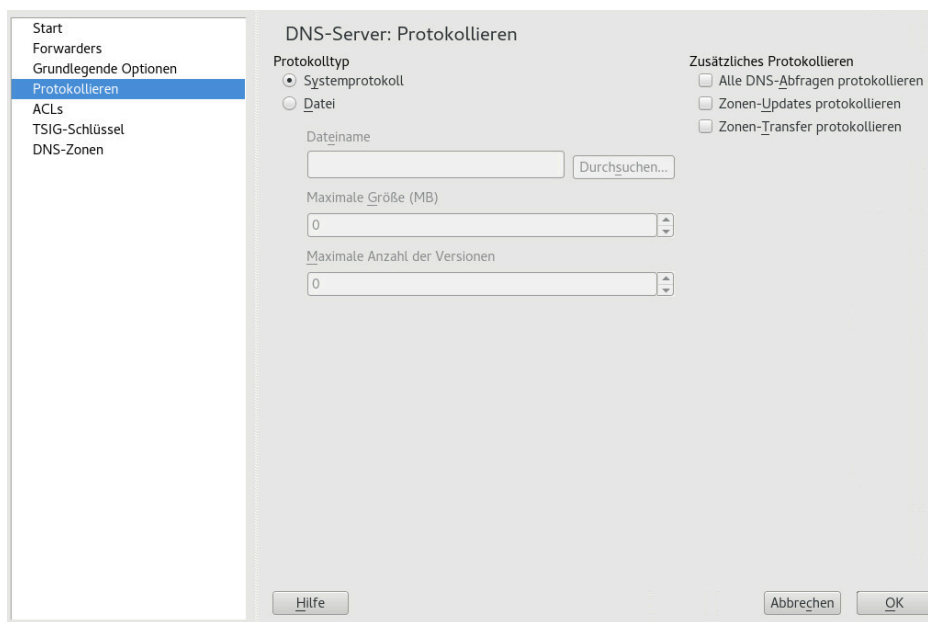 Start
Forwarders
Grundlegende Optionen
Protokollieren
ACLs
TSIG-Schlüssel
DNS-Zonen
DNS-Server: Protokollieren
Protokolltyp
Systemprotokoll
Datei
Dateiname
Durchsuchen...
Maximale Größe (MB)
0
Maximale Anzahl der Versionen
0
Zusätzliches Protokollieren
Alle DNS-Abfragen protokollieren
Zonen-Updates protokollieren
Zonen-Transfer protokollieren
Hilfe
Abbrechen
OK